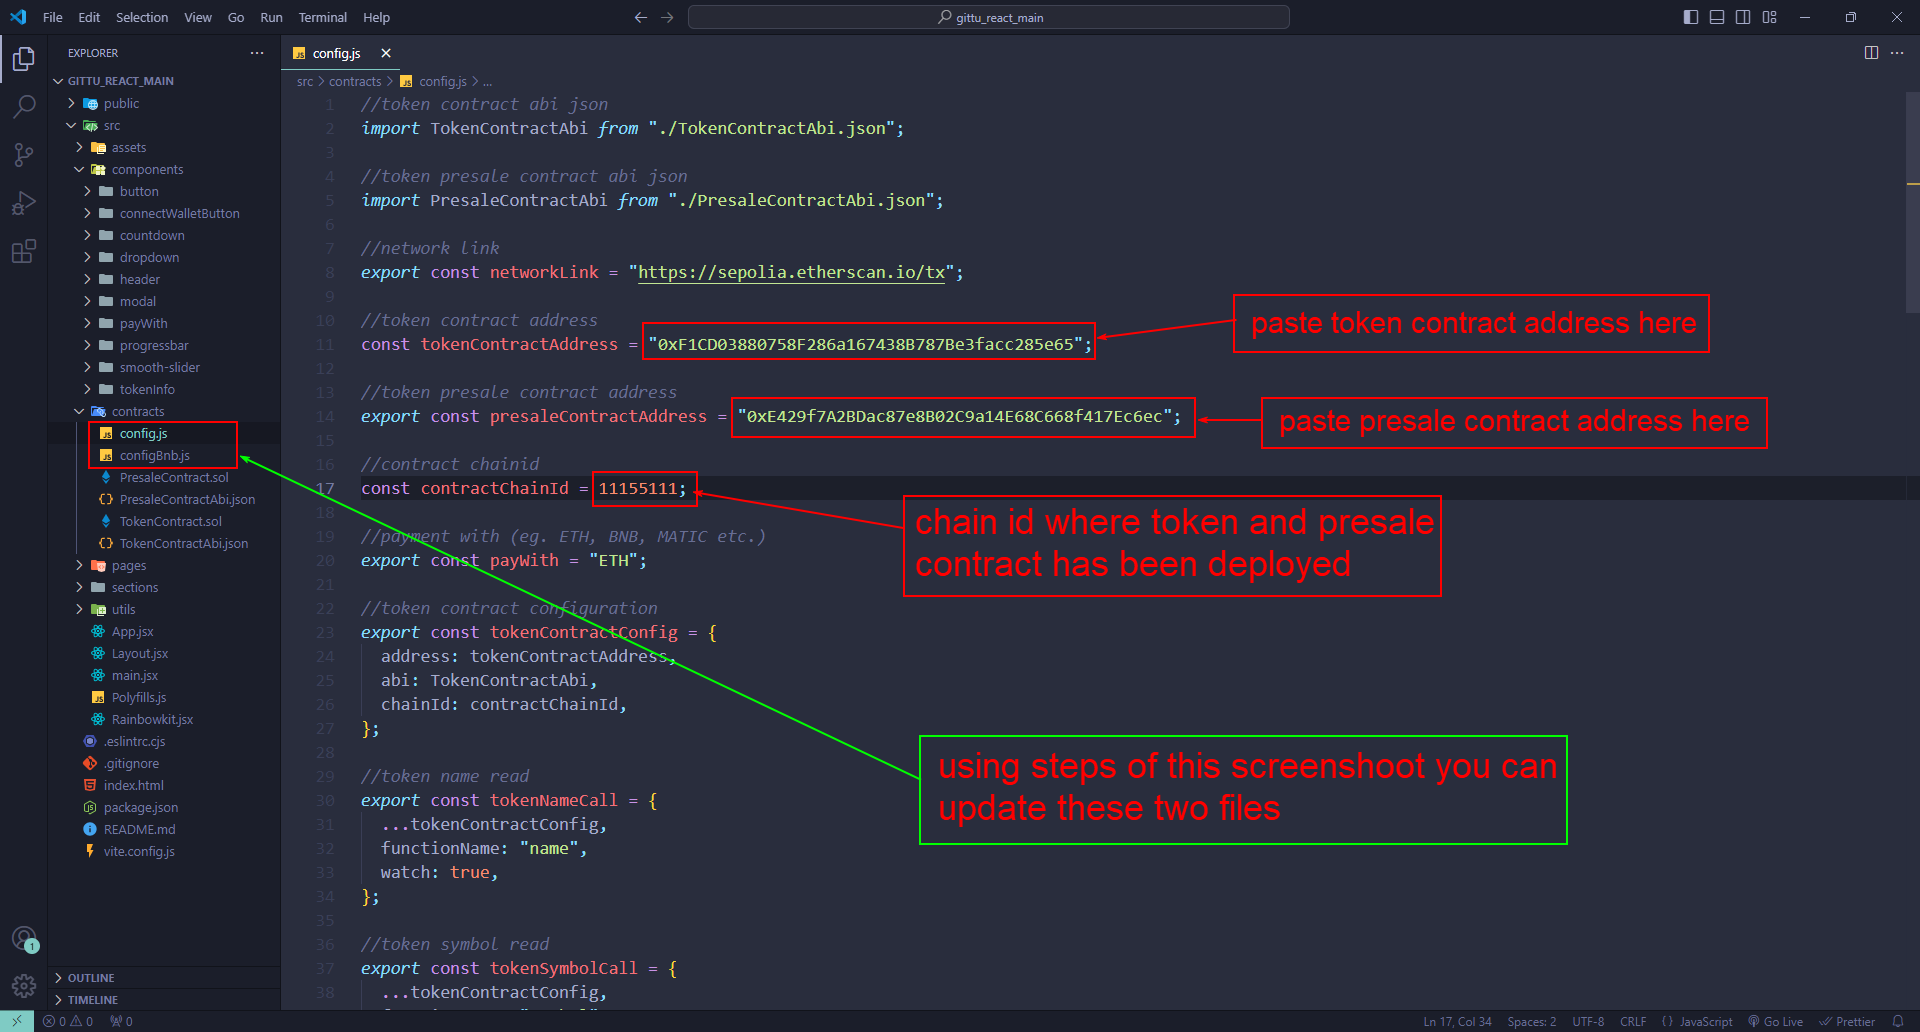 File Edit Selection View Go Run Terminal Help
gittu_react_main
EXPLORER
GITTU_REACT_MAIN
public
src
assets
components
button
connectWalletButton
countdown
dropdown
header
modal
payWith
progressbar
smooth-slider
tokenInfo
contracts
config.js
configBnb.js
PresaleContract.sol
PresaleContractAbi.json
TokenContract.sol
TokenContractAbi.json
pages
sections
utils
App.jsx
Layout.jsx
main.jsx
Polyfills.js
Rainbowkit.jsx
.eslintrc.cjs
.gitignore
index.html
package.json
README.md
vite.config.js
OUTLINE
TIMELINE
config.js
src > contracts > config.js > ...
1 //token contract abi json
2 import TokenContractAbi from "./TokenContractAbi.json";
3
4 //token presale contract abi json
5 import PresaleContractAbi from "./PresaleContractAbi.json";
6
7 //network link
8 export const networkLink = "https://sepolia.etherscan.io/tx";
9
10 //token contract address
11 const tokenContractAddress = "0xF1CD03880758F286a167438B787Be3facc285e65";
12
13 //token presale contract address
14 export const presaleContractAddress = "0xE429f7A2BDac87e8B02C9a14E68C668f417Ec6ec";
15
16 //contract chainid
17 const contractChainId = 11155111;
18
19 //payment with (eg. ETH, BNB, MATIC etc.)
20 export const payWith = "ETH";
21
22 //token contract configuration
23 export const tokenContractConfig = {
24 address: tokenContractAddress,
25 abi: TokenContractAbi,
26 chainId: contractChainId,
27 };
28
29 //token name read
30 export const tokenNameCall = {
31 ...tokenContractConfig,
32 functionName: "name",
33 watch: true,
34 };
35
36 //token symbol read
37 export const tokenSymbolCall = {
38 ...tokenContractConfig,
paste token contract address here
paste presale contract address here
chain id where token and presale
contract has been deployed
using steps of this screenshoot you can
update these two files
1
0 0 0
Ln 17, Col 34 Spaces: 2 UTF-8 CRLF {} JavaScript Go Live Prettier